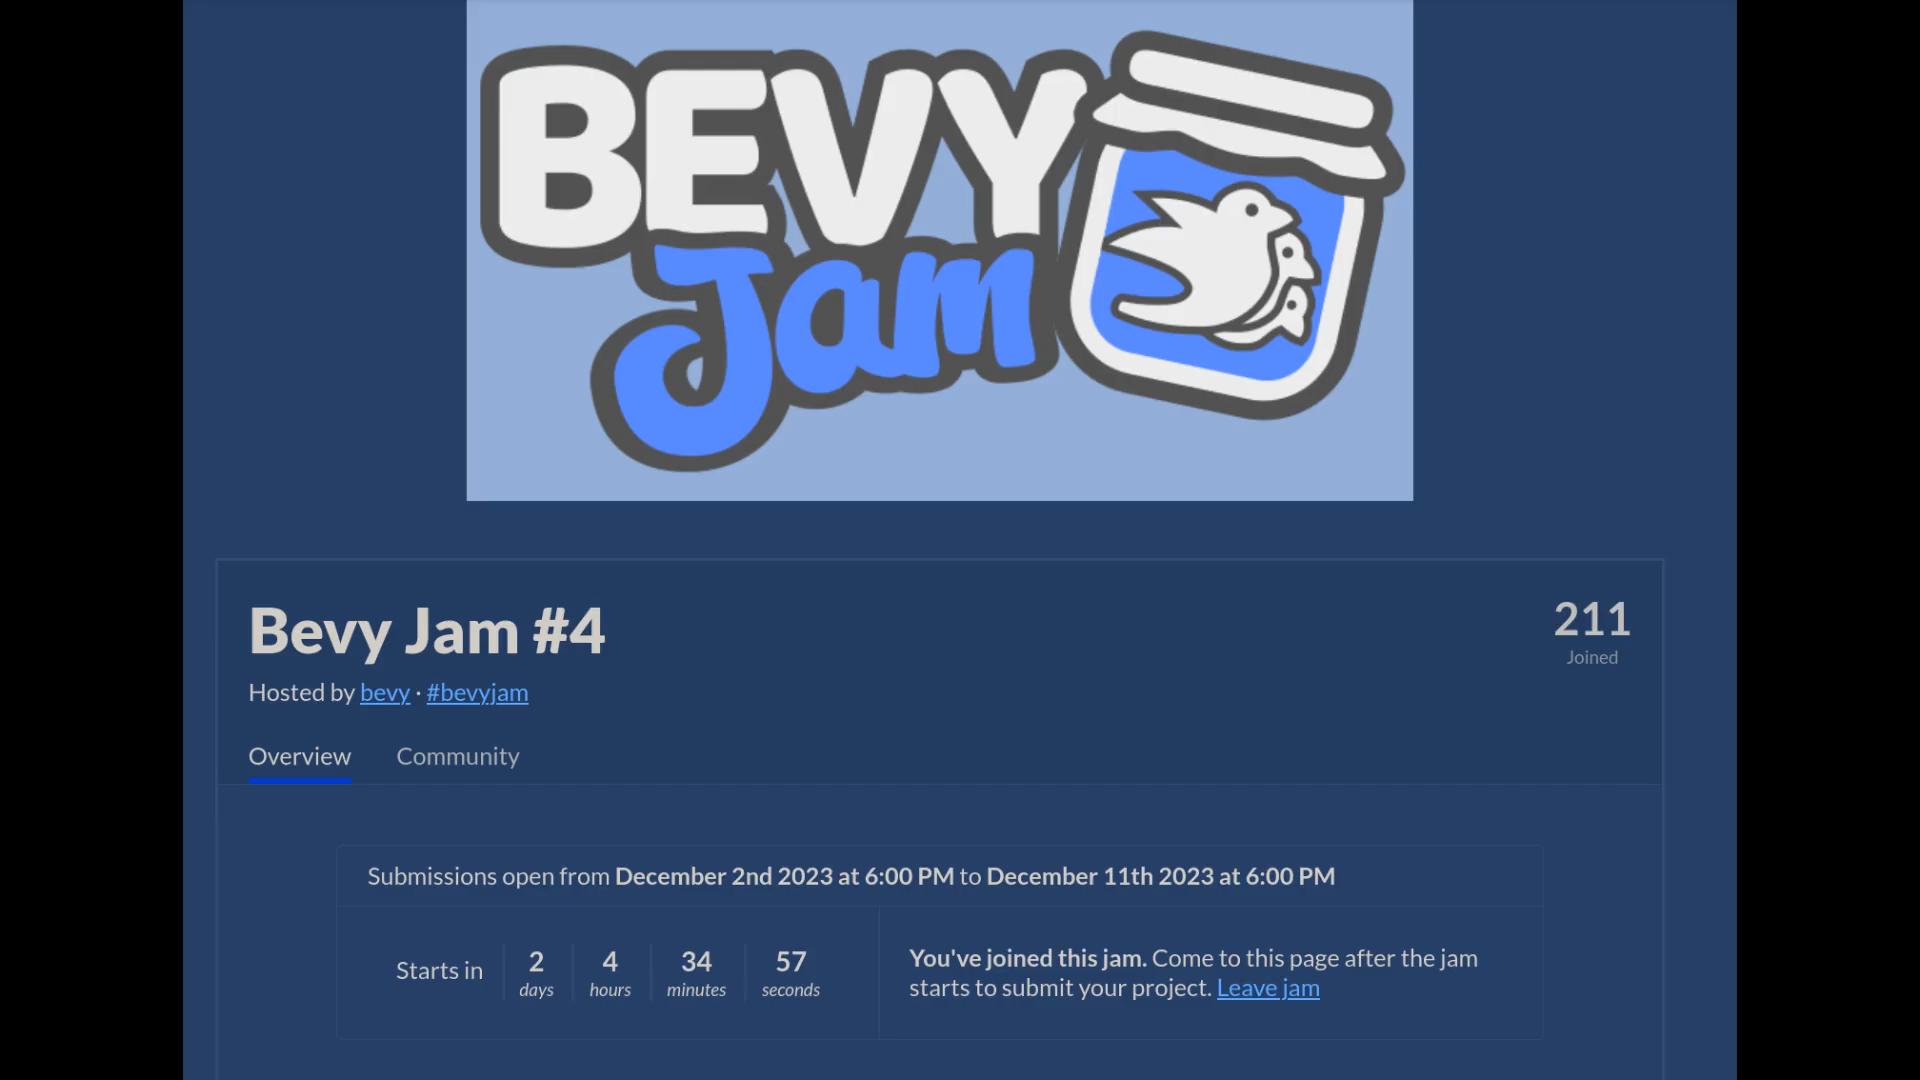 BEVY
Jam
Bevy Jam #4
211
Joined
Hosted by bevy · #bevyjam
Overview Community
Submissions open from December 2nd 2023 at 6:00 PM to December 11th 2023 at 6:00 PM
Starts in 2 days 4 hours 34 minutes 57 seconds
You've joined this jam. Come to this page after the jam
starts to submit your project. Leave jam